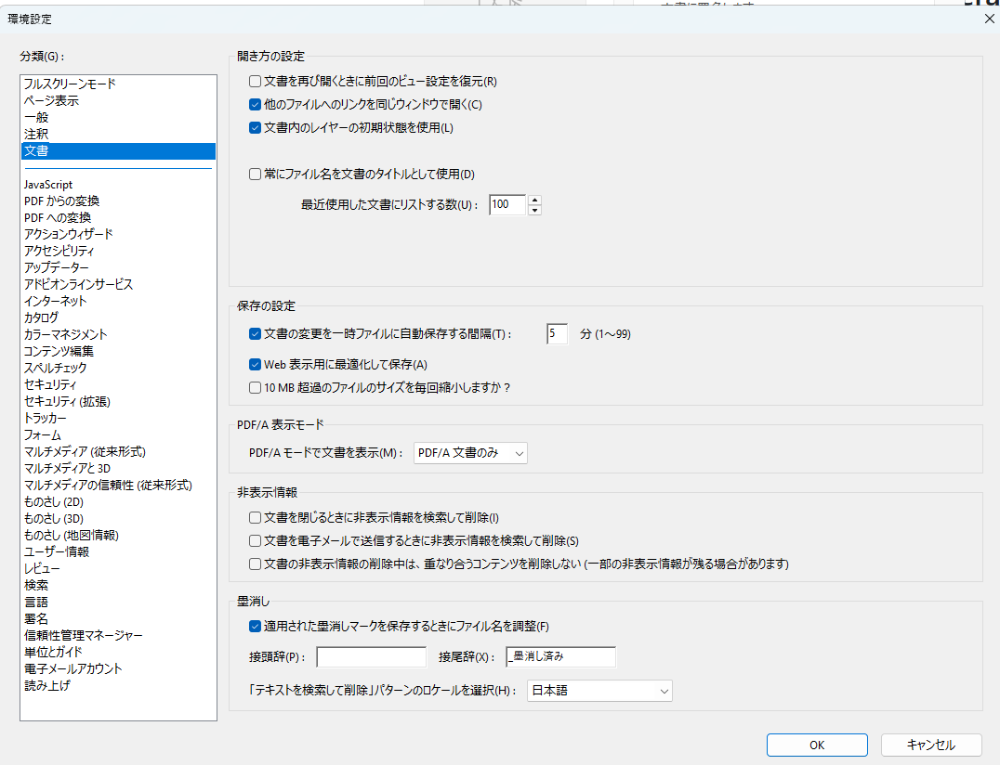 環境設定
分類(G) :
フルスクリーンモード
ページ表示
一般
注釈
文書
JavaScript
PDF からの変換
PDF への変換
アクションウィザード
アクセシビリティ
アップデーター
アドビオンラインサービス
インターネット
カタログ
カラーマネジメント
コンテンツ編集
スペルチェック
セキュリティ
セキュリティ (拡張)
トラッカー
フォーム
マルチメディア (従来形式)
マルチメディアと 3D
マルチメディアの信頼性 (従来形式)
ものさし (2D)
ものさし (3D)
ものさし (地図情報)
ユーザー情報
レビュー
検索
言語
署名
信頼性管理マネージャー
単位とガイド
電子メールアカウント
読み上げ
開き方の設定
文書を再び開くときに前回のビュー設定を復元(R)
他のファイルへのリンクを同じウィンドウで開く(C)
文書内のレイヤーの初期状態を使用(L)
常にファイル名を文書のタイトルとして使用(D)
最近使用した文書にリストする数(U) : 100
保存の設定
文書の変更を一時ファイルに自動保存する間隔(T) : 5 分 (1～99)
Web 表示用に最適化して保存(A)
10 MB 超過のファイルのサイズを毎回縮小しますか？
PDF/A 表示モード
PDF/A モードで文書を表示(M) : PDF/A 文書のみ
非表示情報
文書を閉じるときに非表示情報を検索して削除(I)
文書を電子メールで送信するときに非表示情報を検索して削除(S)
文書の非表示情報の削除中は、重なり合うコンテンツを削除しない (一部の非表示情報が残る場合があります)
墨消し
適用された墨消しマークを保存するときにファイル名を調整(F)
接頭辞(P) : 接尾辞(X) : _墨消し済み
「テキストを検索して削除」パターンのロケールを選択(H) : 日本語
OK キャンセル